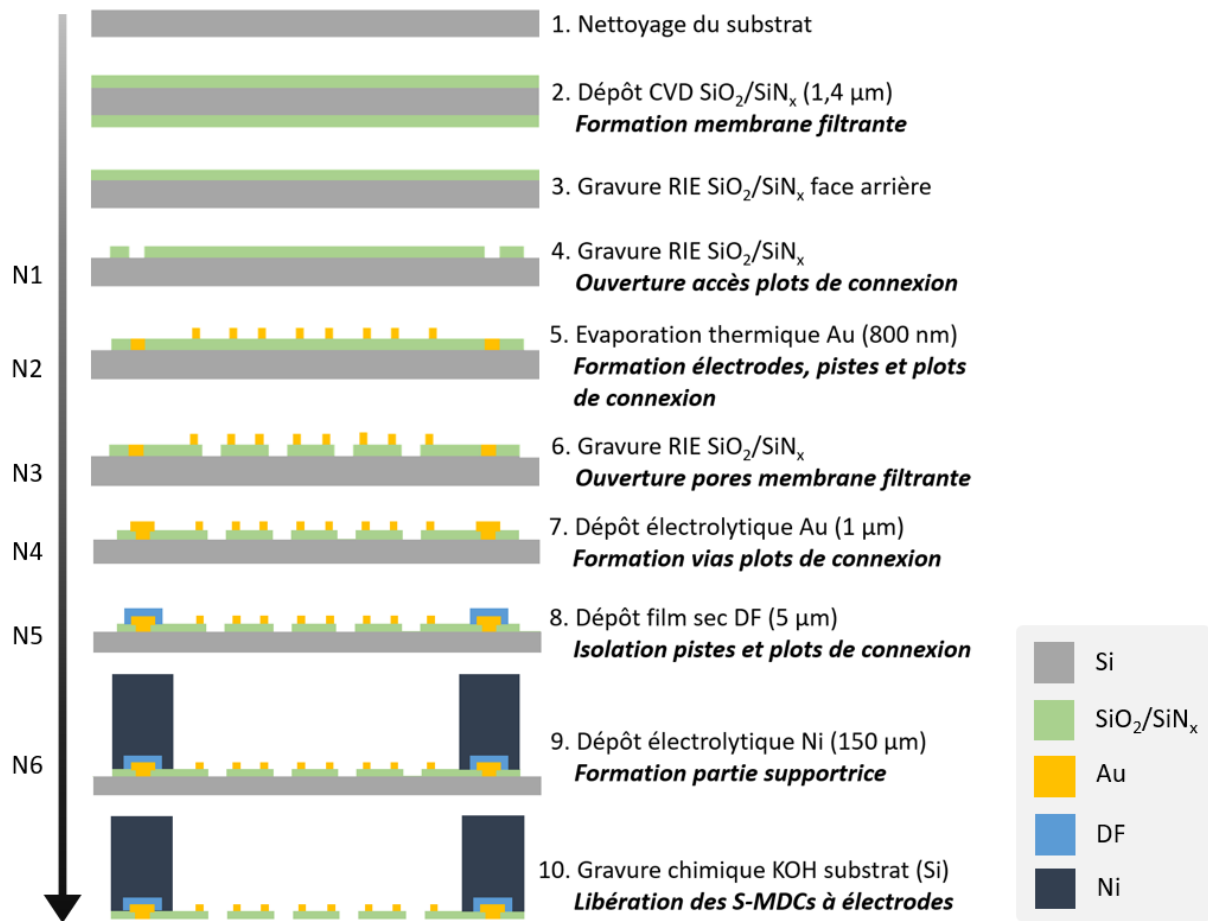 1. Nettoyage du substrat
2. Dépôt CVD SiO₂/SiNₓ (1,4 µm)
Formation membrane filtrante
3. Gravure RIE SiO₂/SiNₓ face arrière
N1
4. Gravure RIE SiO₂/SiNₓ
Ouverture accès plots de connexion
N2
5. Evaporation thermique Au (800 nm)
Formation électrodes, pistes et plots
de connexion
N3
6. Gravure RIE SiO₂/SiNₓ
Ouverture pores membrane filtrante
N4
7. Dépôt électrolytique Au (1 µm)
Formation vias plots de connexion
N5
8. Dépôt film sec DF (5 µm)
Isolation pistes et plots de connexion
N6
9. Dépôt électrolytique Ni (150 µm)
Formation partie supportrice
10. Gravure chimique KOH substrat (Si)
Libération des S-MDCs à électrodes
Si
SiO₂/SiNₓ
Au
DF
Ni